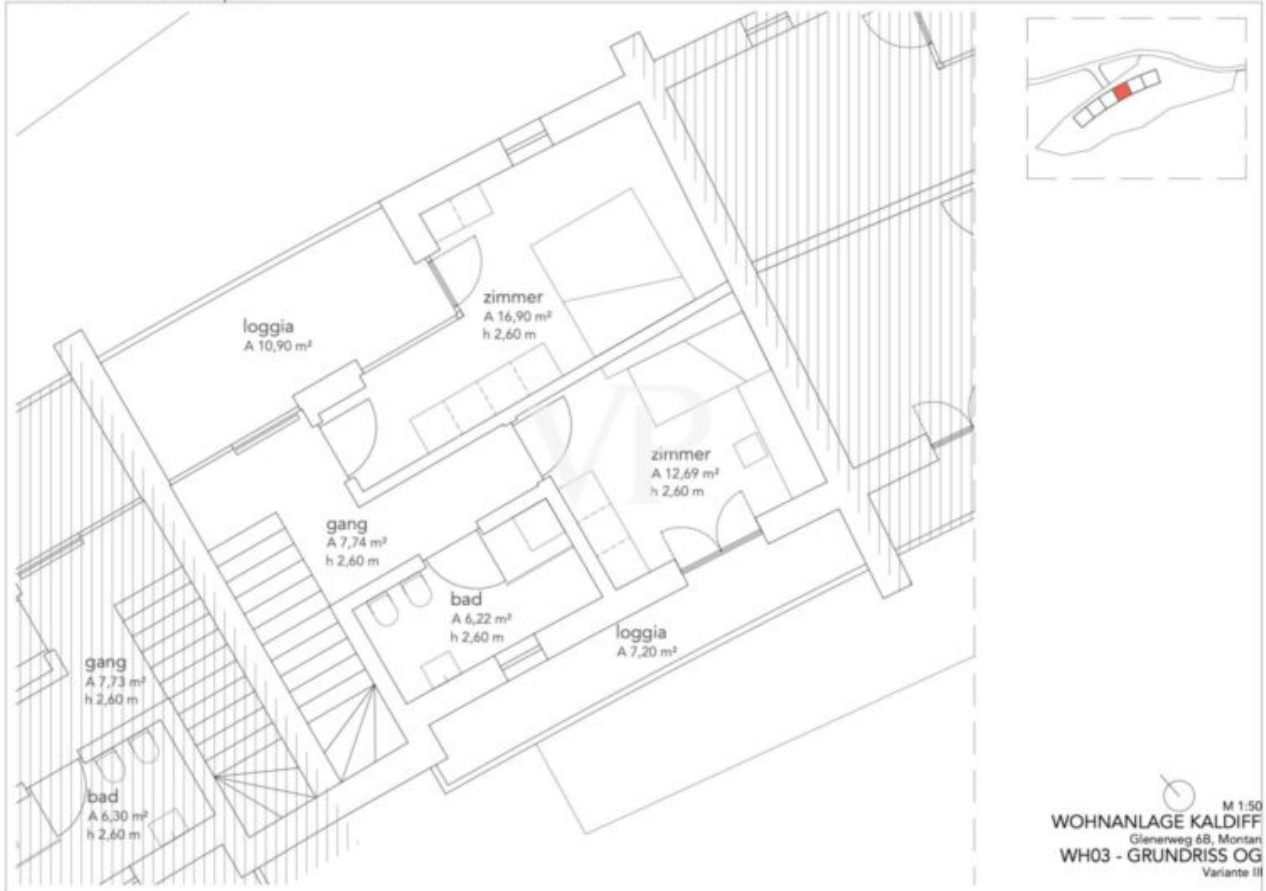 loggia
A 10,90 m²
zimmer
A 16,90 m²
h 2,60 m
zimmer
A 12,69 m²
h 2,60 m
gang
A 7,74 m²
h 2,60 m
bad
A 6,22 m²
h 2,60 m
loggia
A 7,20 m²
gang
A 7,73 m²
h 2,60 m
bad
A 6,30 m²
h 2,60 m
VP
M 1:50
WOHNANLAGE KALDIFF
Glenerweg 6B, Montan
WH03 - GRUNDRISS OG
Variante III